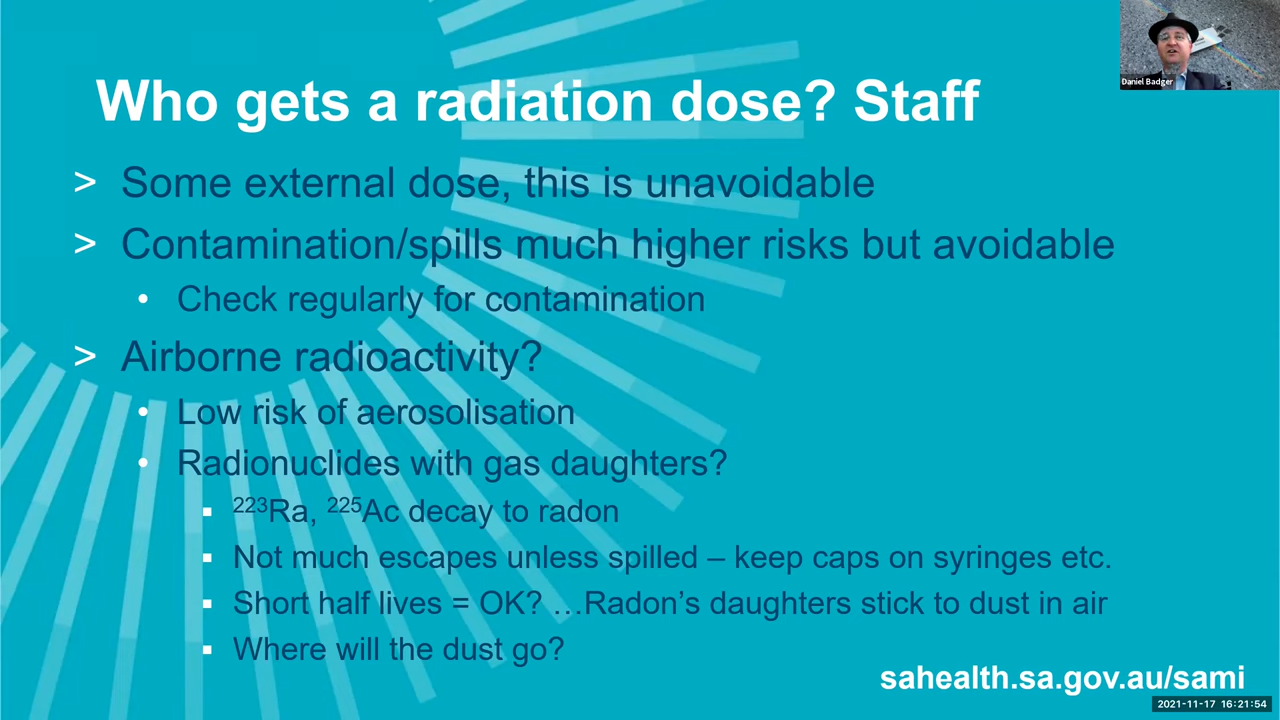 Who gets a radiation dose? Staff
Daniel Badger
> Some external dose, this is unavoidable
> Contamination/spills much higher risks but avoidable
• Check regularly for contamination
> Airborne radioactivity?
• Low risk of aerosolisation
• Radionuclides with gas daughters?
▪ ²²³Ra, ²²⁵Ac decay to radon
▪ Not much escapes unless spilled – keep caps on syringes etc.
▪ Short half lives = OK? …Radon’s daughters stick to dust in air
▪ Where will the dust go?
sahealth.sa.gov.au/sami
2021-11-17 16:21:54